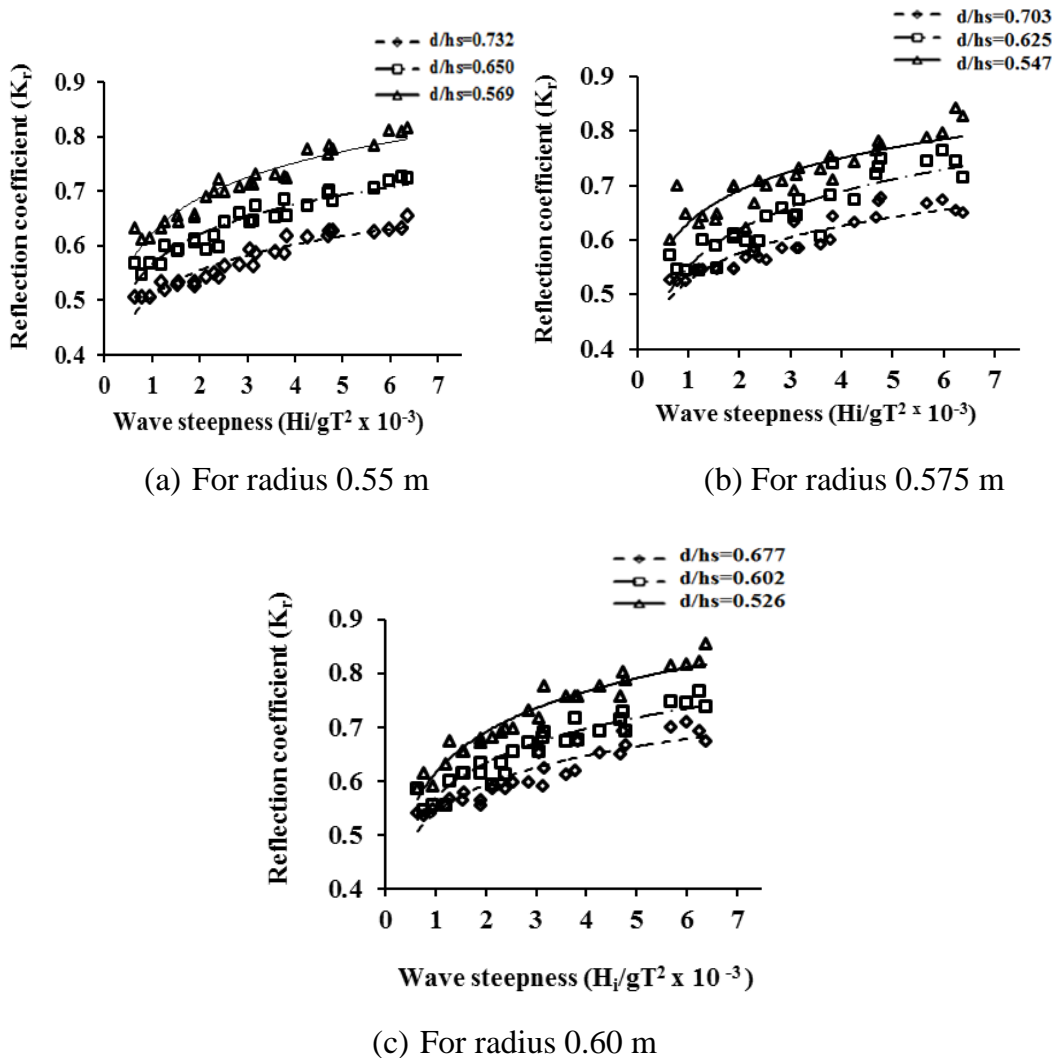 d/hs=0.732
d/hs=0.650
d/hs=0.569
Reflection coefficient (Kr)
0.9
0.8
0.7
0.6
0.5
0.4
0 1 2 3 4 5 6 7
Wave steepness (Hi/gT² x 10⁻³)
(a) For radius 0.55 m
d/hs=0.703
d/hs=0.625
d/hs=0.547
Reflection coefficient (Kr)
0.9
0.8
0.7
0.6
0.5
0.4
0 1 2 3 4 5 6 7
Wave steepness (Hi/gT² ˣ 10⁻³)
(b) For radius 0.575 m
d/hs=0.677
d/hs=0.602
d/hs=0.526
Reflection coefficient (Kr)
0.9
0.8
0.7
0.6
0.5
0.4
0 1 2 3 4 5 6 7
Wave steepness (Hi/gT² x 10 ⁻³)
(c) For radius 0.60 m